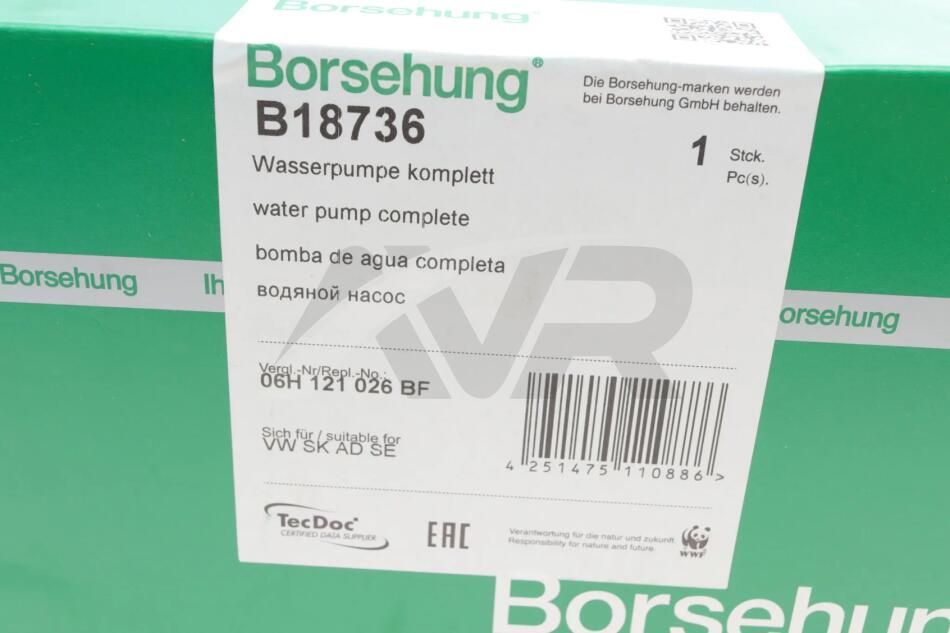 Borsehung
Borsehung®
B18736
Die Borsehung-marken werden
bei Borsehung GmbH behalten.
1 Stck.
Pc(s).
Wasserpumpe komplett
water pump complete
bomba de agua completa
водяной насос
Borsehung Ih
orsehung
VR
Vergl.-Nr/Repl.-No.:
06H 121 026 BF
Sich für / suitable for
VW SK AD SE
4 251475 110886 >
TecDoc
CERTIFIED DATA SUPPLIER
EAC
Verantwortung für die natur und zukunft.
Responsibility for nature and future.
WWF
Borsehung